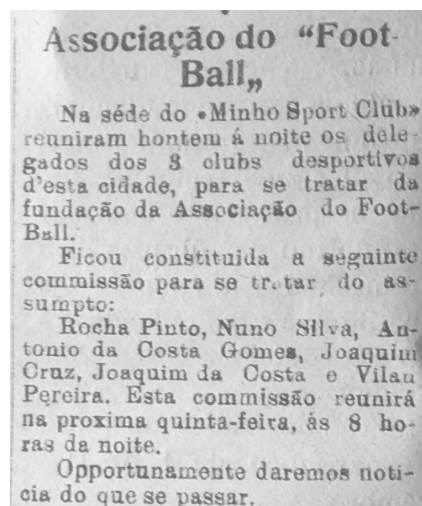 Associação do “Foot-
Ball„
Na séde do «Minho Sport Club»
reuniram hontem á noite os dele-
gados dos 3 clubs desportivos
d'esta cidade, para se tratar da
fundação da Associação do Foot-
Ball.
Ficou constituida a seguinte
commissão para se tratar do as-
sumpto:
Rocha Pinto, Nuno Silva, An-
tonio da Costa Gomes, Joaquim
Cruz, Joaquim da Costa e Vilau
Pereira. Esta commissão reunirá
na proxima quinta-feira, ás 8 ho-
ras da noite.
Opportunamente daremos noti-
cia do que se passar.